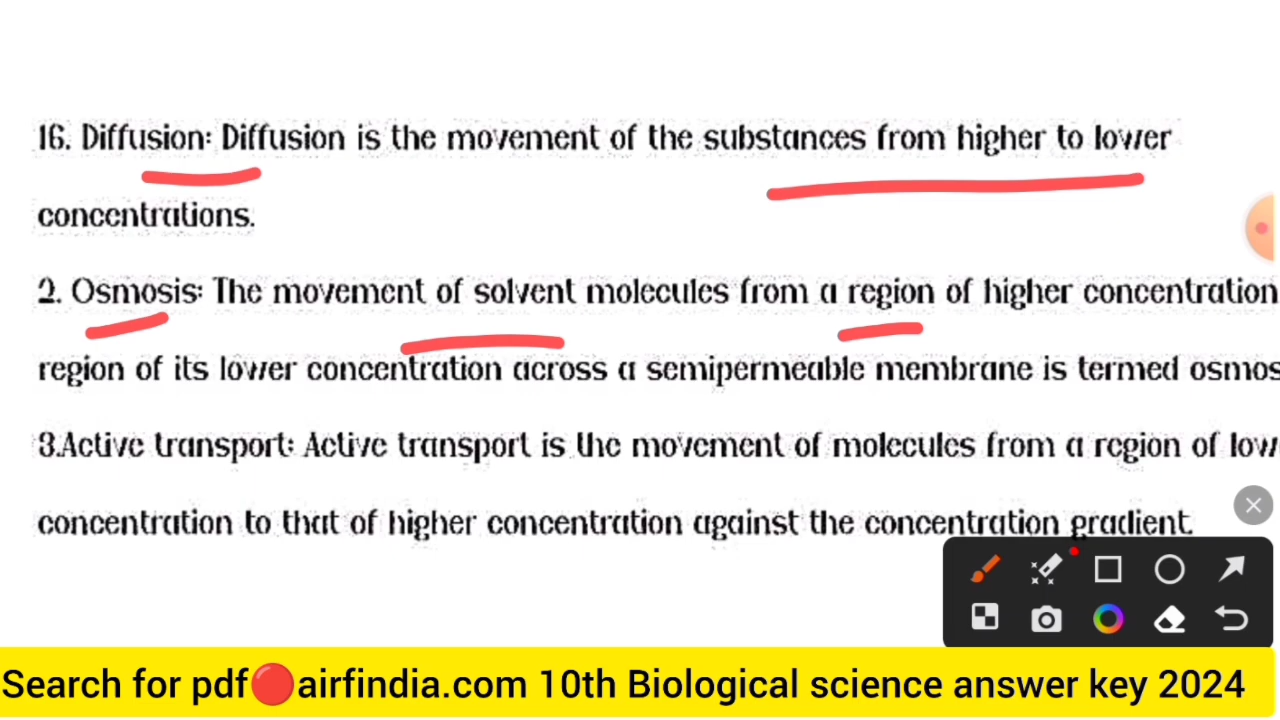 16. Diffusion: Diffusion is the movement of the substances from higher to lower
concentrations.
2. Osmosis: The movement of solvent molecules from a region of higher concentration
region of its lower concentration across a semipermeable membrane is termed
3.Active transport: Active transport is the movement of molecules from a region of
concentration to that of higher concentration against the concentration gradient.
Search for pdf🔴airfindia.com 10th Biological science answer key 2024